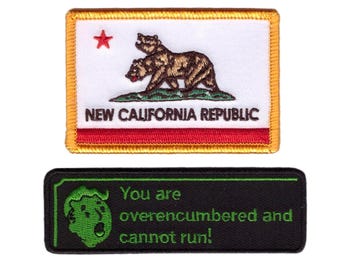 NEW CALIFORNIA REPUBLIC
You are
overencumbered and
cannot run!